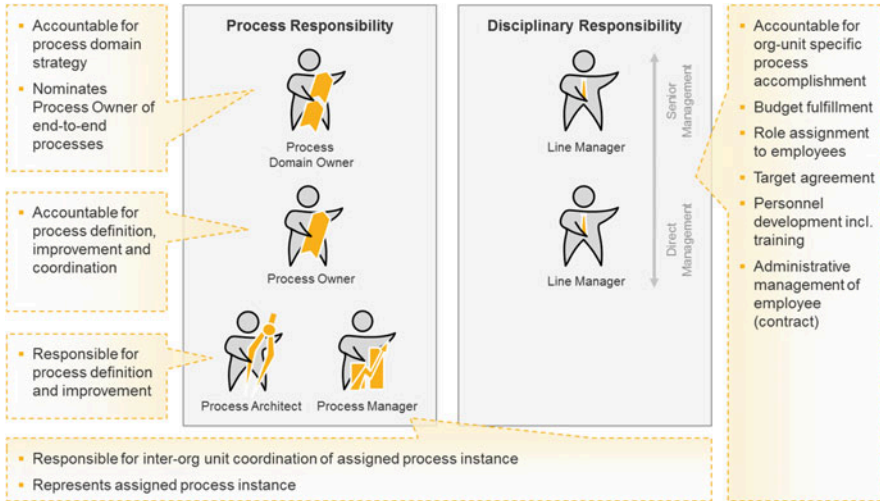 ▪ Accountable for
process domain
strategy
▪ Nominates
Process Owner of
end-to-end
processes
▪ Accountable for
process definition,
improvement and
coordination
▪ Responsible for
process definition
and improvement
Process Responsibility
Process
Domain Owner
Process Owner
Process Architect
Process Manager
Disciplinary Responsibility
Line Manager
Senior
Management
Line Manager
Direct
Management
▪ Accountable for
org-unit specific
process
accomplishment
▪ Budget fulfillment
▪ Role assignment
to employees
▪ Target agreement
▪ Personnel
development incl.
training
▪ Administrative
management of
employee
(contract)
▪ Responsible for inter-org unit coordination of assigned process instance
▪ Represents assigned process instance